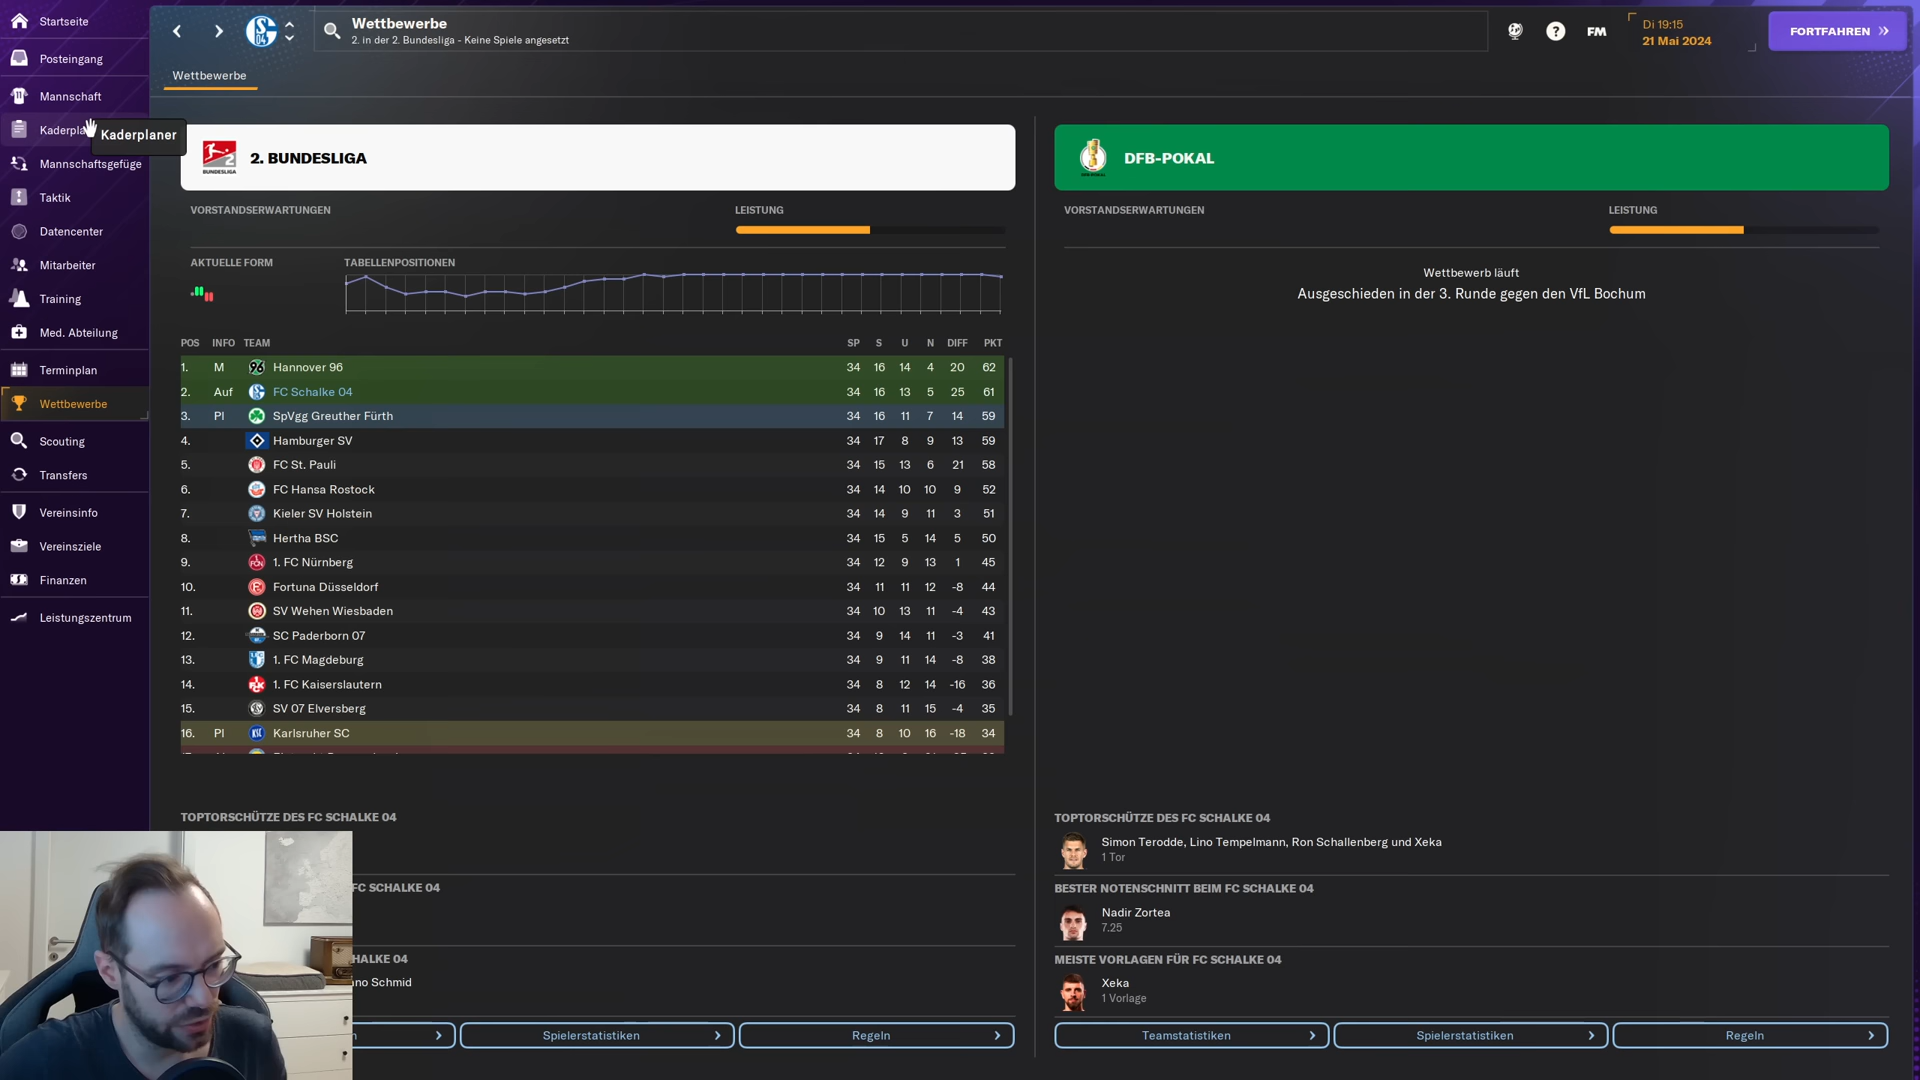 Startseite
Posteingang
Mannschaft
Kaderpla
Kaderplaner
Mannschaftsgefüge
Taktik
Datencenter
Mitarbeiter
Training
Med. Abteilung
Terminplan
Wettbewerbe
Scouting
Transfers
Vereinsinfo
Vereinsziele
Finanzen
Leistungszentrum
Wettbewerbe
2. in der 2. Bundesliga - Keine Spiele angesetzt
FM
Di 19:15
21 Mai 2024
FORTFAHREN
Wettbewerbe
2. BUNDESLIGA
VORSTANDSERWARTUNGEN LEISTUNG
AKTUELLE FORM TABELLENPOSITIONEN
POS INFO TEAM SP S U N DIFF PKT
1. M Hannover 96 34 16 14 4 20 62
2. Auf FC Schalke 04 34 16 13 5 25 61
3. Pl SpVgg Greuther Fürth 34 16 11 7 14 59
4. Hamburger SV 34 17 8 9 13 59
5. FC St. Pauli 34 15 13 6 21 58
6. FC Hansa Rostock 34 14 10 10 9 52
7. Kieler SV Holstein 34 14 9 11 3 51
8. Hertha BSC 34 15 5 14 5 50
9. 1. FC Nürnberg 34 12 9 13 1 45
10. Fortuna Düsseldorf 34 11 11 12 -8 44
11. SV Wehen Wiesbaden 34 10 13 11 -4 43
12. SC Paderborn 07 34 9 14 11 -3 41
13. 1. FC Magdeburg 34 9 11 14 -8 38
14. 1. FC Kaiserslautern 34 8 12 14 -16 36
15. SV 07 Elversberg 34 8 11 15 -4 35
16. Pl Karlsruher SC 34 8 10 16 -18 34
TOPTORSCHÜTZE DES FC SCHALKE 04
FC SCHALKE 04
HALKE 04
no Schmid
Spielerstatistiken
Regeln
DFB-POKAL
VORSTANDSERWARTUNGEN LEISTUNG
Wettbewerb läuft
Ausgeschieden in der 3. Runde gegen den VfL Bochum
TOPTORSCHÜTZE DES FC SCHALKE 04
Simon Terodde, Lino Tempelmann, Ron Schallenberg und Xeka
1 Tor
BESTER NOTENSCHNITT BEIM FC SCHALKE 04
Nadir Zortea
7.25
MEISTE VORLAGEN FÜR FC SCHALKE 04
Xeka
1 Vorlage
Teamstatistiken
Spielerstatistiken
Regeln